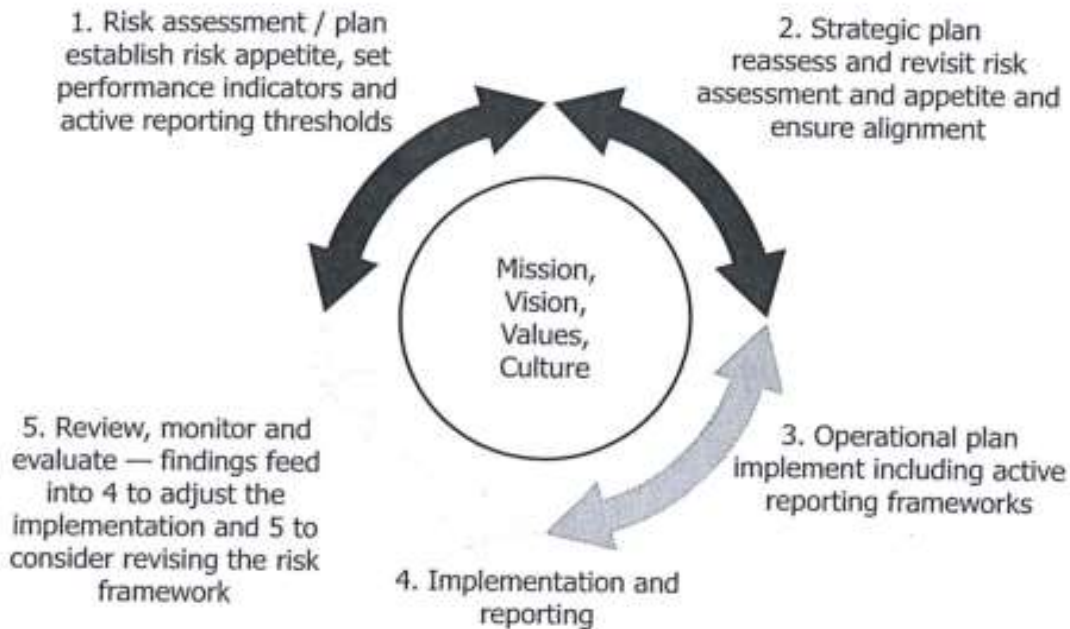 1. Risk assessment / plan
establish risk appetite, set
performance indicators and
active reporting thresholds
2. Strategic plan
reassess and revisit risk
assessment and appetite and
ensure alignment
Mission,
Vision,
Values,
Culture
3. Operational plan
implement including active
reporting frameworks
4. Implementation and
reporting
5. Review, monitor and
evaluate — findings feed
into 4 to adjust the
implementation and 5 to
consider revising the risk
framework